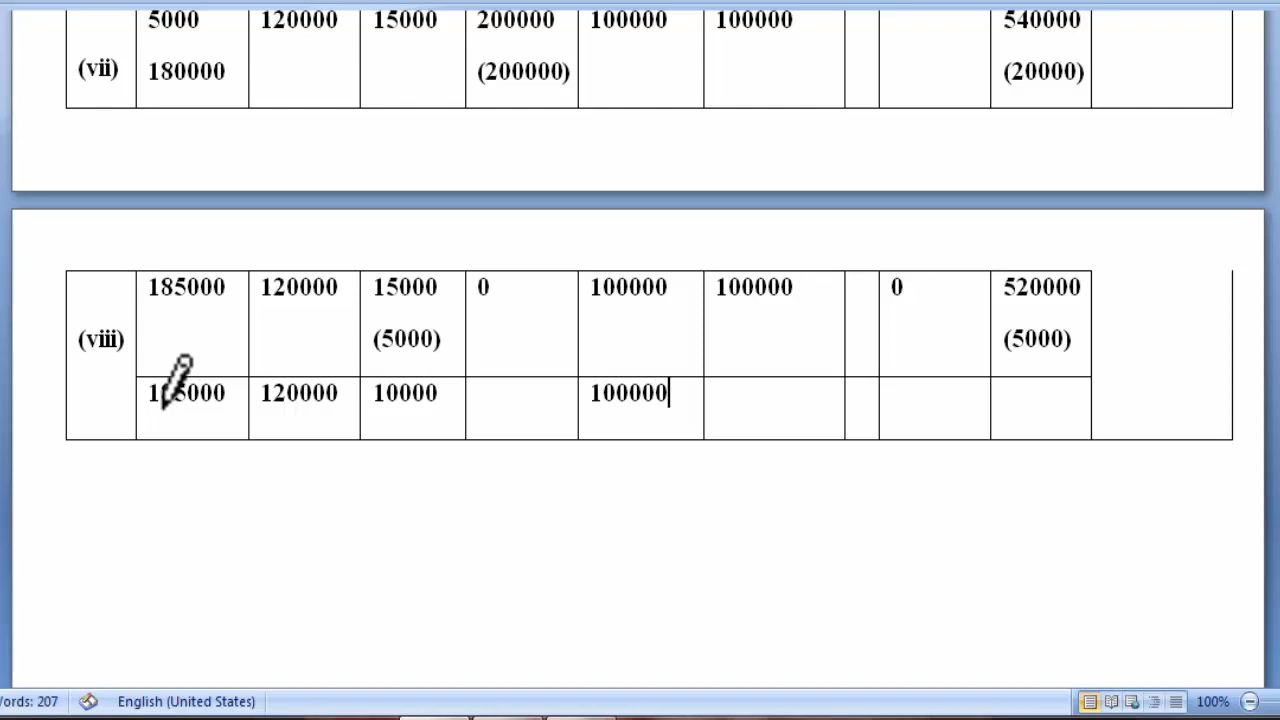 5000 120000 15000 200000 100000 100000 540000
(vii) 180000 (200000) (20000)
185000 120000 15000 0 100000 100000 0 520000
(viii) (5000) (5000)
120000 10000 100000
Words: 207 English (United States) 100%